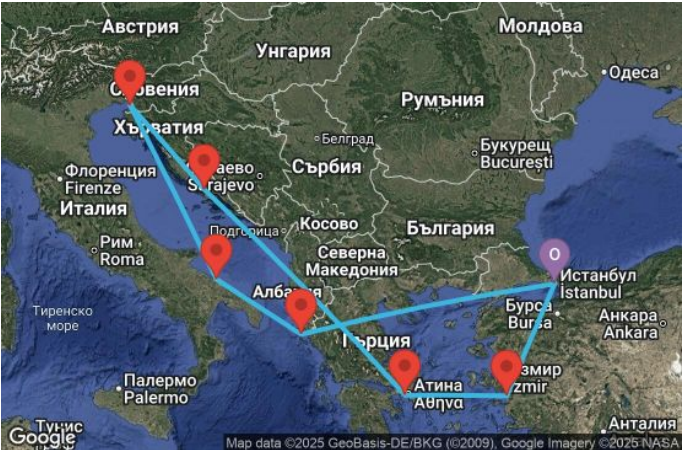 Австрия
Молдова
Унгария
Одеса
Словения
Румъния
Хърватия
Белград
Букурещ
București
Флоренция
Firenze
Сърбия
Sarajevo
Италия
Подгорица
Косово
България
Рим
Roma
Северна
Македония
О
Истанбул
İstanbul
Албания
Тиренско
море
Бурса
Bursa
Анкара
Ankara
Гърция
Палермо
Palermo
Атина
Αθήνα
Измир
Izmir
Тунис
Анталия
Google
Map data ©2025 GeoBasis-DE/BKG (©2009), Google Imagery ©2025 NASA